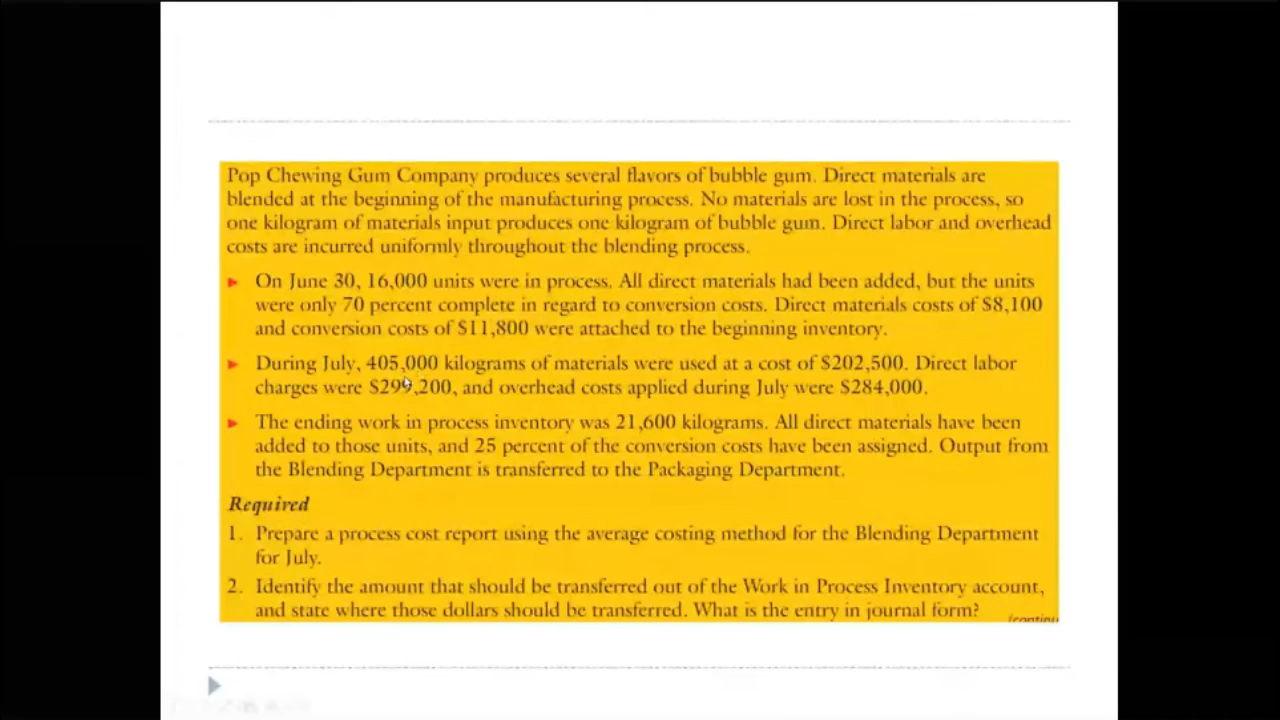 Pop Chewing Gum Company produces several flavors of bubble gum. Direct materials are
blended at the beginning of the manufacturing process. No materials are lost in the process, so
one kilogram of materials input produces one kilogram of bubble gum. Direct labor and overhead
costs are incurred uniformly throughout the blending process.
On June 30, 16,000 units were in process. All direct materials had been added, but the units
were only 70 percent complete in regard to conversion costs. Direct materials costs of $8,100
and conversion costs of $11,800 were attached to the beginning inventory.
During July, 405,000 kilograms of materials were used at a cost of $202,500. Direct labor
charges were $299,200, and overhead costs applied during July were $284,000.
The ending work in process inventory was 21,600 kilograms. All direct materials have been
added to those units, and 25 percent of the conversion costs have been assigned. Output from
the Blending Department is transferred to the Packaging Department.
Required
1. Prepare a process cost report using the average costing method for the Blending Department
for July.
2. Identify the amount that should be transferred out of the Work in Process Inventory account,
and state where those dollars should be transferred. What is the entry in journal form?